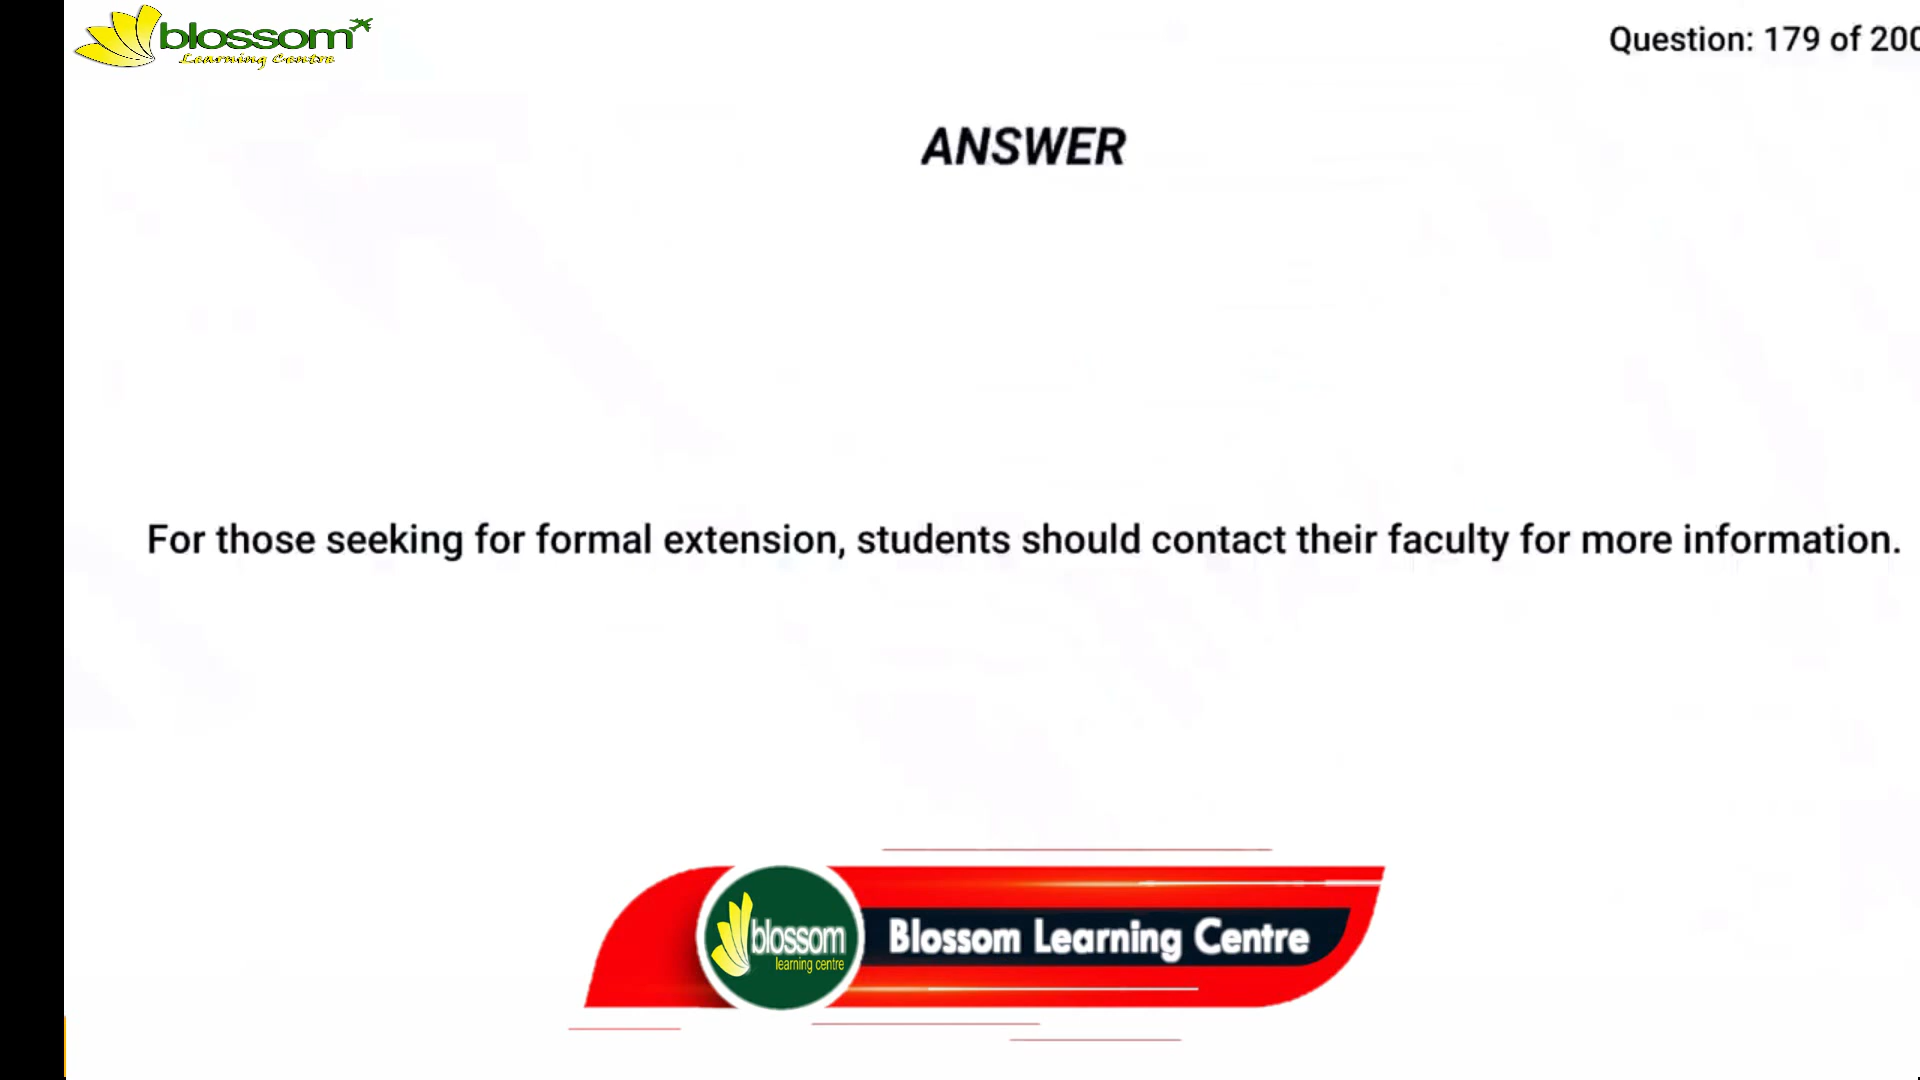 blossom
Learning Centre
Question: 179 of 200
ANSWER
For those seeking for formal extension, students should contact their faculty for more information.
blossom
learning centre
Blossom Learning Centre